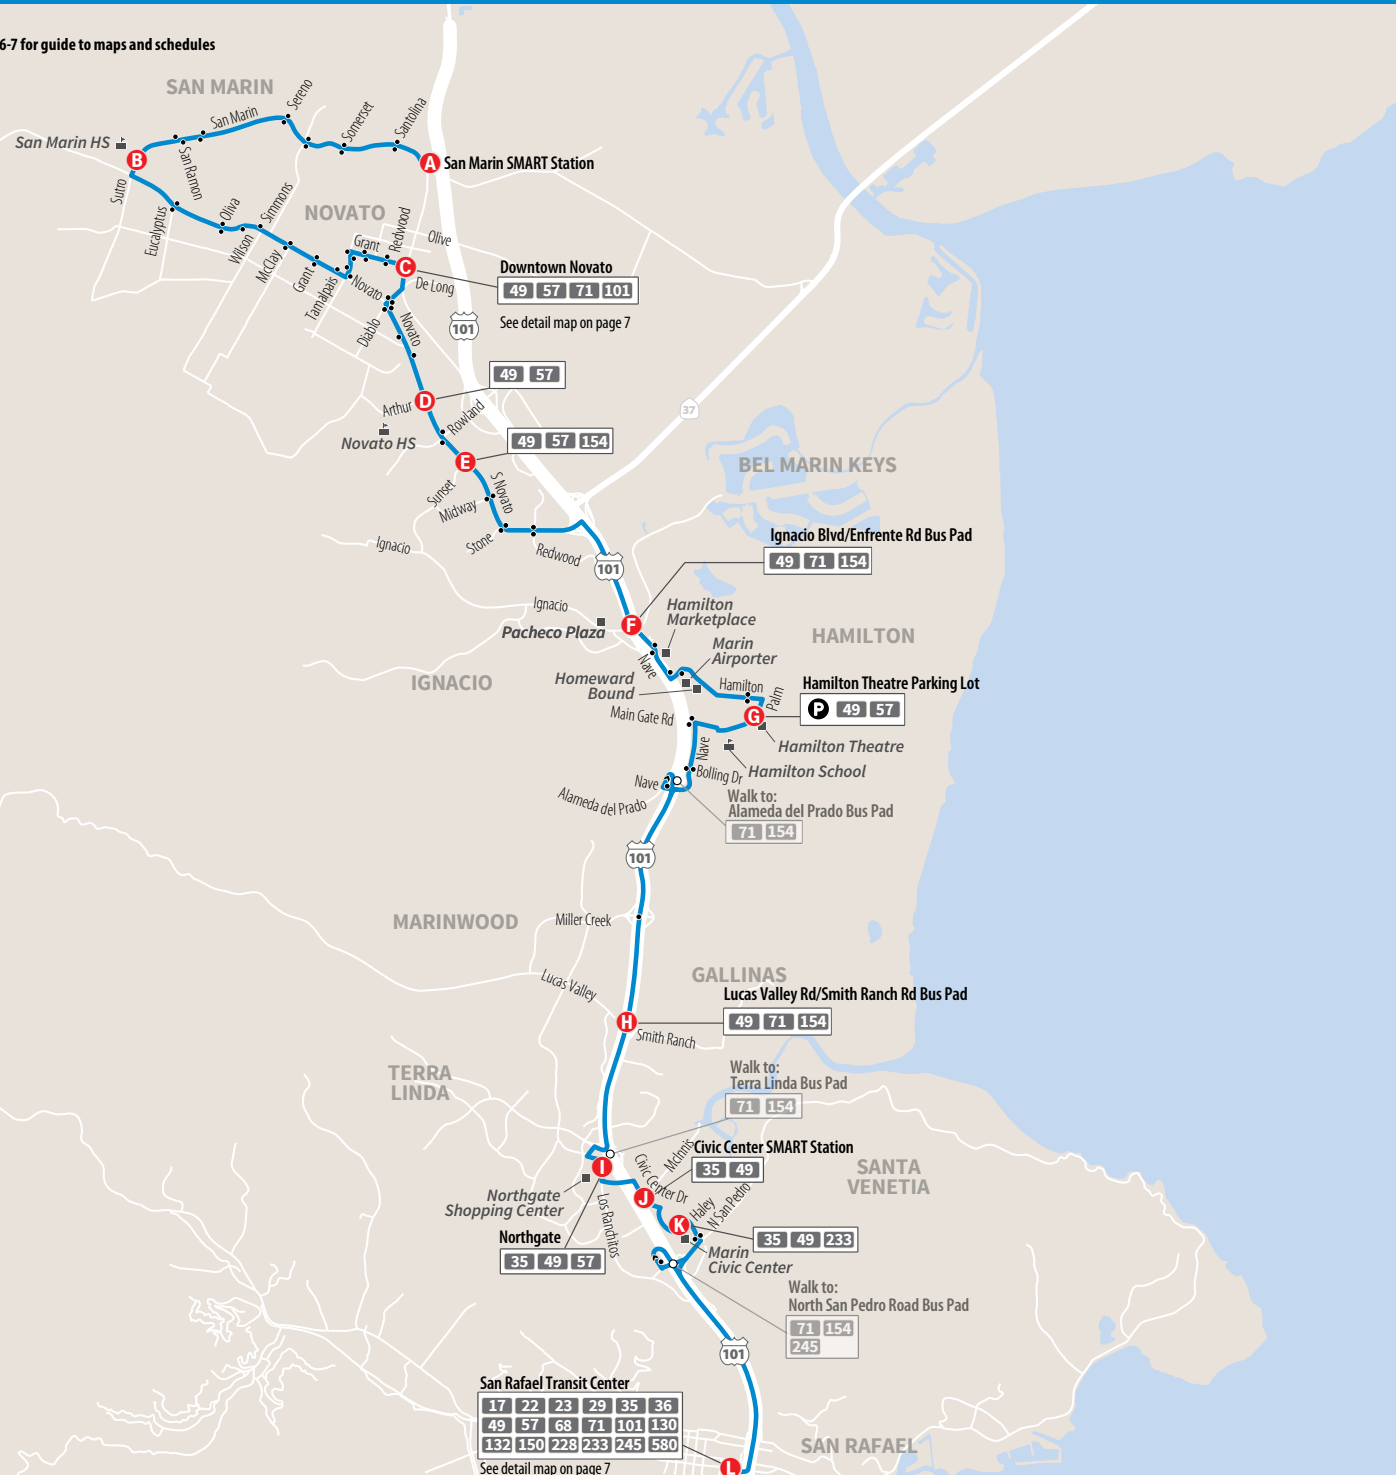 6-7 for guide to maps and schedules
SAN MARIN
Sereno
San Marin
Somerset
Santolina
San Marin HS
B
San Ramon
A
San Marin SMART Station
Sutro
Eucalyptus
Oliva
Simmons
Wilson
McClay
NOVATO
Grant
Redwood
Olive
Grant
Tamalpais
Novato
C
De Long
Downtown Novato
49 57 71 101
See detail map on page 7
101
Diablo
Novato
49 57
Arthur
D
Rowland
Novato HS
37
49 57 154
E
Sunset
S Novato
Midway
Stone
Redwood
Ignacio
BEL MARIN KEYS
Ignacio Blvd/Enfrente Rd Bus Pad
49 71 154
101
Ignacio
Pacheco Plaza
F
Hamilton
Marketplace
HAMILTON
Marin
Airporter
Nave
IGNACIO
Homeward
Bound
Hamilton
Palm
Hamilton Theatre Parking Lot
P 49 57
Main Gate Rd
G
Hamilton Theatre
Nave
Hamilton School
Bolling Dr
Nave
Alameda del Prado
Walk to:
Alameda del Prado Bus Pad
71 154
101
MARINWOOD
Miller Creek
GALLINAS
Lucas Valley
Lucas Valley Rd/Smith Ranch Rd Bus Pad
49 71 154
H
Smith Ranch
TERRA
LINDA
Walk to:
Terra Linda Bus Pad
71 154
McInnis
Civic Center SMART Station
35 49
I
Civic Center Dr
J
SANTA
VENETIA
Northgate
Shopping Center
Los Ranchitos
Haley
N San Pedro
K
35 49 233
Northgate
35 49 57
Marin
Civic Center
Walk to:
North San Pedro Road Bus Pad
71 154
245
101
San Rafael Transit Center
17 22 23 29 35 36
49 57 68 71 101 130
132 150 228 233 245 580
See detail map on page 7
L
SAN RAFAEL